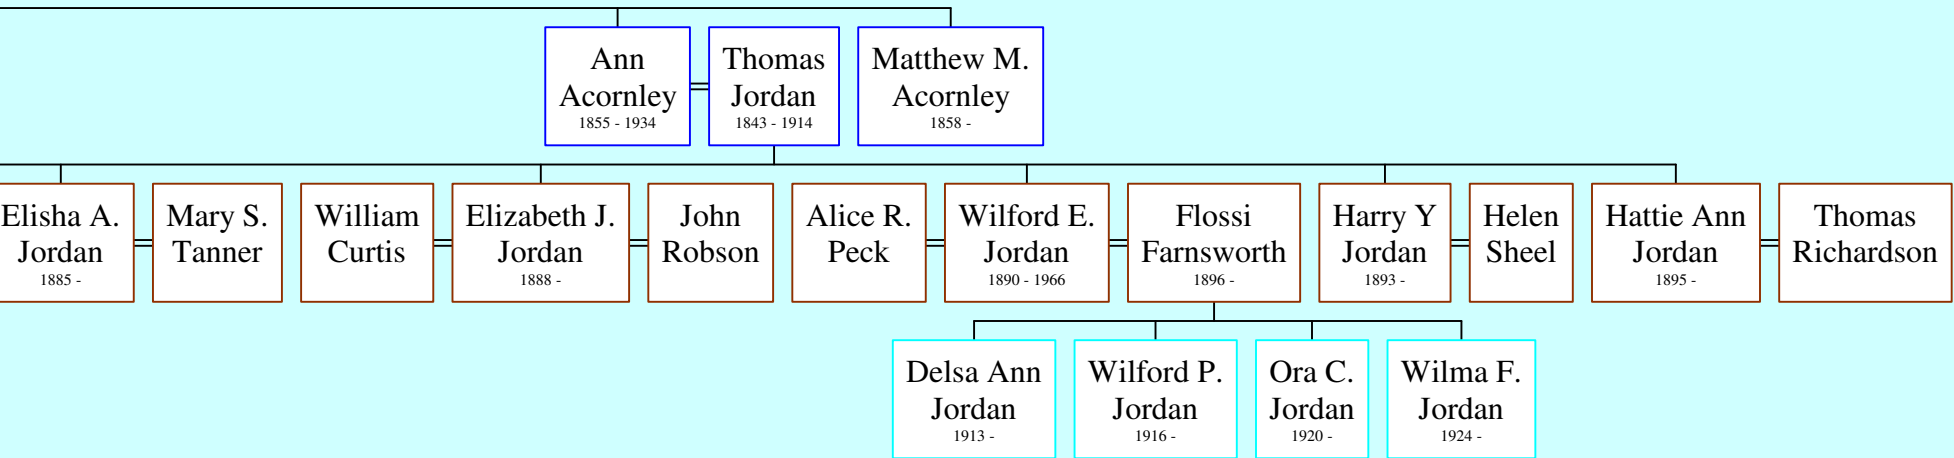 Ann
Acornley
1855 - 1934
Thomas
Jordan
1843 - 1914
Matthew M.
Acornley
1858 -
Elisha A.
Jordan
1885 -
Mary S.
Tanner
William
Curtis
Elizabeth J.
Jordan
1888 -
John
Robson
Alice R.
Peck
Wilford E.
Jordan
1890 - 1966
Flossi
Farnsworth
1896 -
Harry Y
Jordan
1893 -
Helen
Sheel
Hattie Ann
Jordan
1895 -
Thomas
Richardson
Delsa Ann
Jordan
1913 -
Wilford P.
Jordan
1916 -
Ora C.
Jordan
1920 -
Wilma F.
Jordan
1924 -